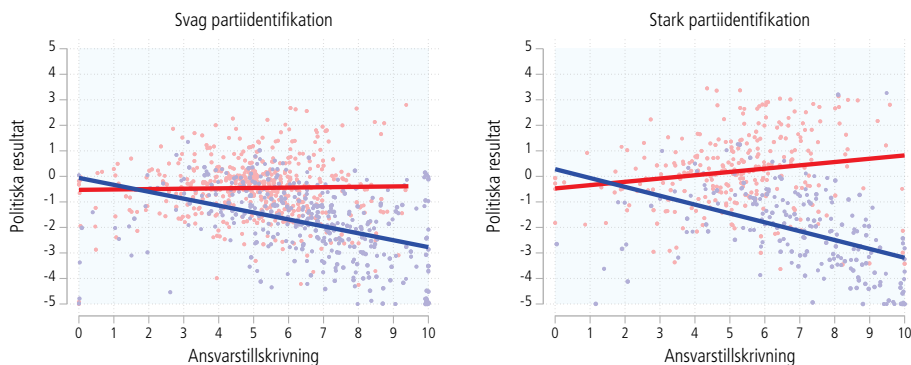 Svag partiidentifikation
Politiska resultat
5
4
3
2
1
0
-1
-2
-3
-4
-5
0 1 2 3 4 5 6 7 8 9 10
Ansvarstillskrivning
Stark partiidentifikation
Politiska resultat
5
4
3
2
1
0
-1
-2
-3
-4
-5
0 1 2 3 4 5 6 7 8 9 10
Ansvarstillskrivning